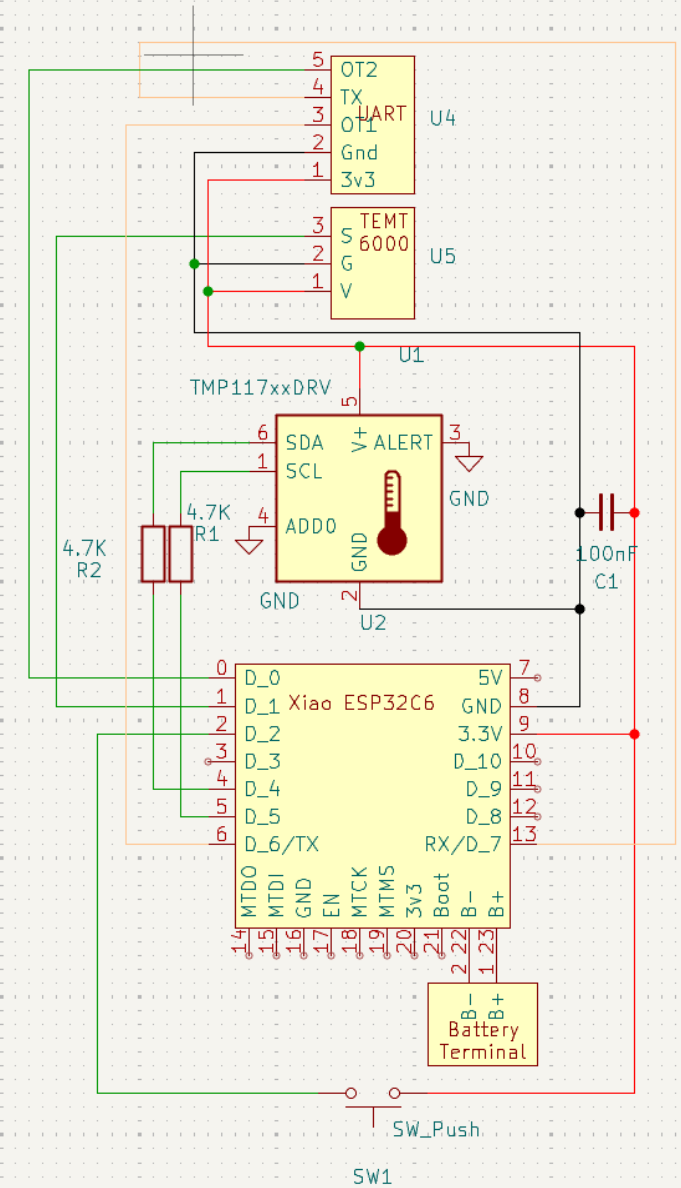 5 OT2
4 TX
UART
3 OT1
U4
2 Gnd
1 3v3
TEMT
3 S
6000
2 G
U5
1 V
U1
TMP117xxDRV
5
V+
6 SDA
ALERT 3
1 SCL
GND
4.7K
R1
4 ADD0
4.7K
R2
GND
100nF
C1
GND
2
U2
0 D_0
5V 7
1 D_1
Xiao ESP32C6
GND 8
2 D_2
3.3V 9
3 D_3
D_10 10
4 D_4
D_9 11
5 D_5
D_8 12
6 D_6/TX
RX/D_7 13
MTDO
MTDI
GND
EN
MTCK
MTMS
3v3
Boot
B-
B+
14
15
16
17
18
19
20
21
22
23
2
1
B-
B+
Battery
Terminal
SW_Push
SW1